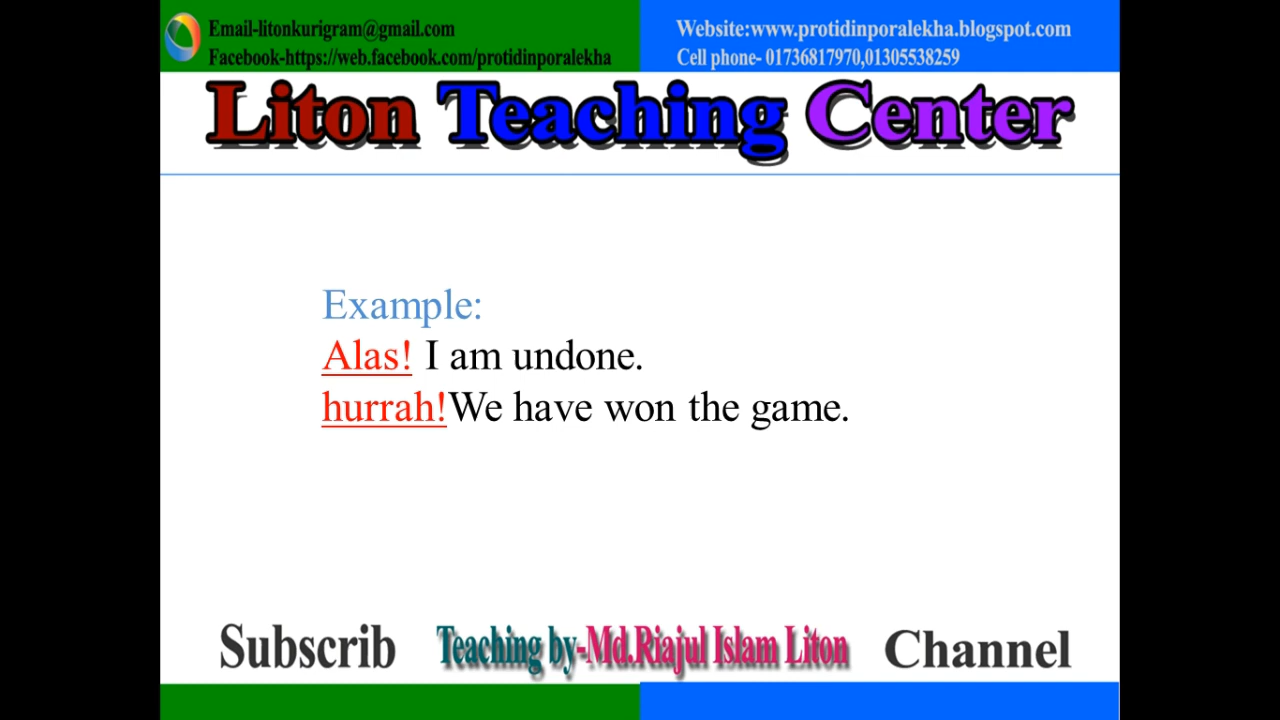 Email-litonkurigram@gmail.com
Facebook-https://web.facebook.com/protidinporalekha
Website:www.protidinporalekha.blogspot.com
Cell phone- 01736817970,01305538259
Liton Teaching Center
Example:
Alas! I am undone.
hurrah!We have won the game.
Subscrib Teaching by-Md.Riajul Islam Liton Channel